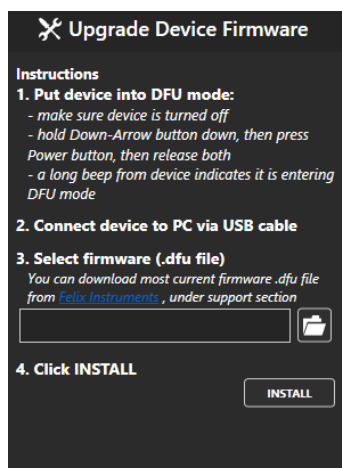 Upgrade Device Firmware
Instructions
1. Put device into DFU mode:
- make sure device is turned off
- hold Down-Arrow button down, then press
Power button, then release both
- a long beep from device indicates it is entering
DFU mode
2. Connect device to PC via USB cable
3. Select firmware (.dfu file)
You can download most current firmware .dfu file
from Felix Instruments , under support section
4. Click INSTALL
INSTALL